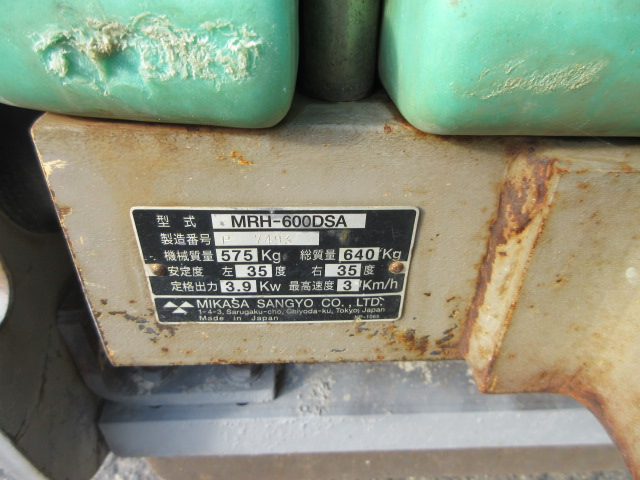 型式 MRH-600DSA
製造番号
機械質量 575 Kg 総質量 640 Kg
安定度 左 35 度 右 35 度
定格出力 3.9 Kw 最高速度 3 Km/h
MIKASA SANGYO CO., LTD.
1-4-3, Sarugaku-cho, Chiyoda-ku, Tokyo, Japan
Made in Japan